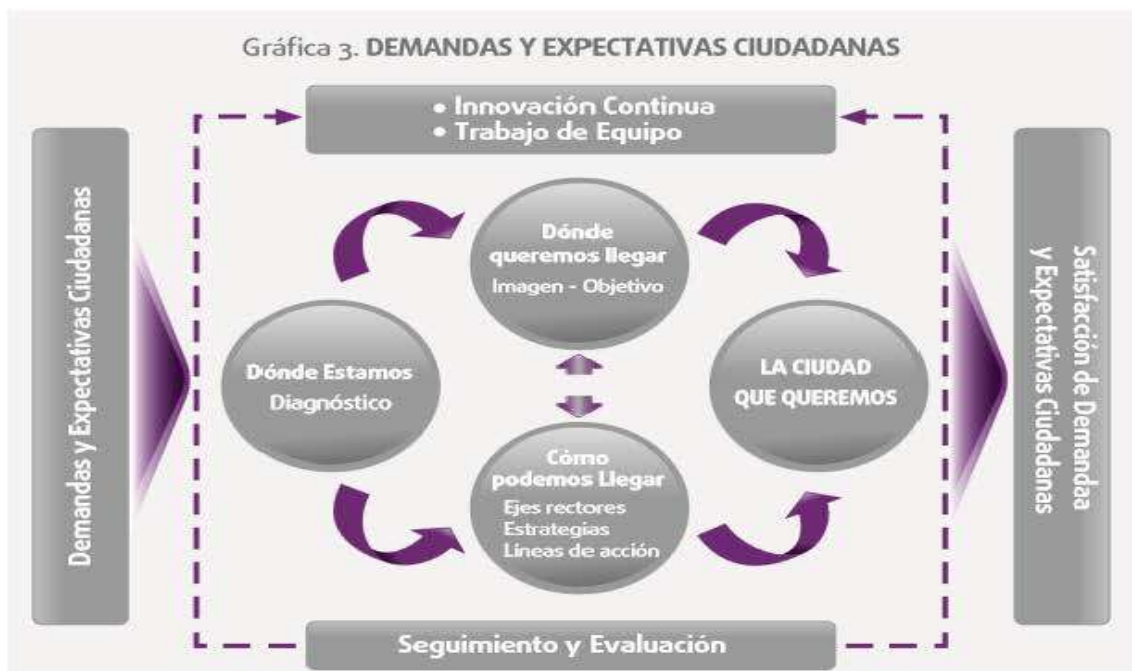 Gráfica 3. DEMANDAS Y EXPECTATIVAS CIUDADANAS
• Innovación Continua
• Trabajo de Equipo
Demandas y Expectativas Ciudadanas
Dónde
queremos llegar
Imagen - Objetivo
Dónde Estamos
Diagnóstico
LA CIUDAD
QUE QUEREMOS
Cómo
podemos Llegar
Ejes rectores
Estrategias
Líneas de acción
Satisfacción de Demandaa
y Expectativas Ciudadanas
Seguimiento y Evaluación